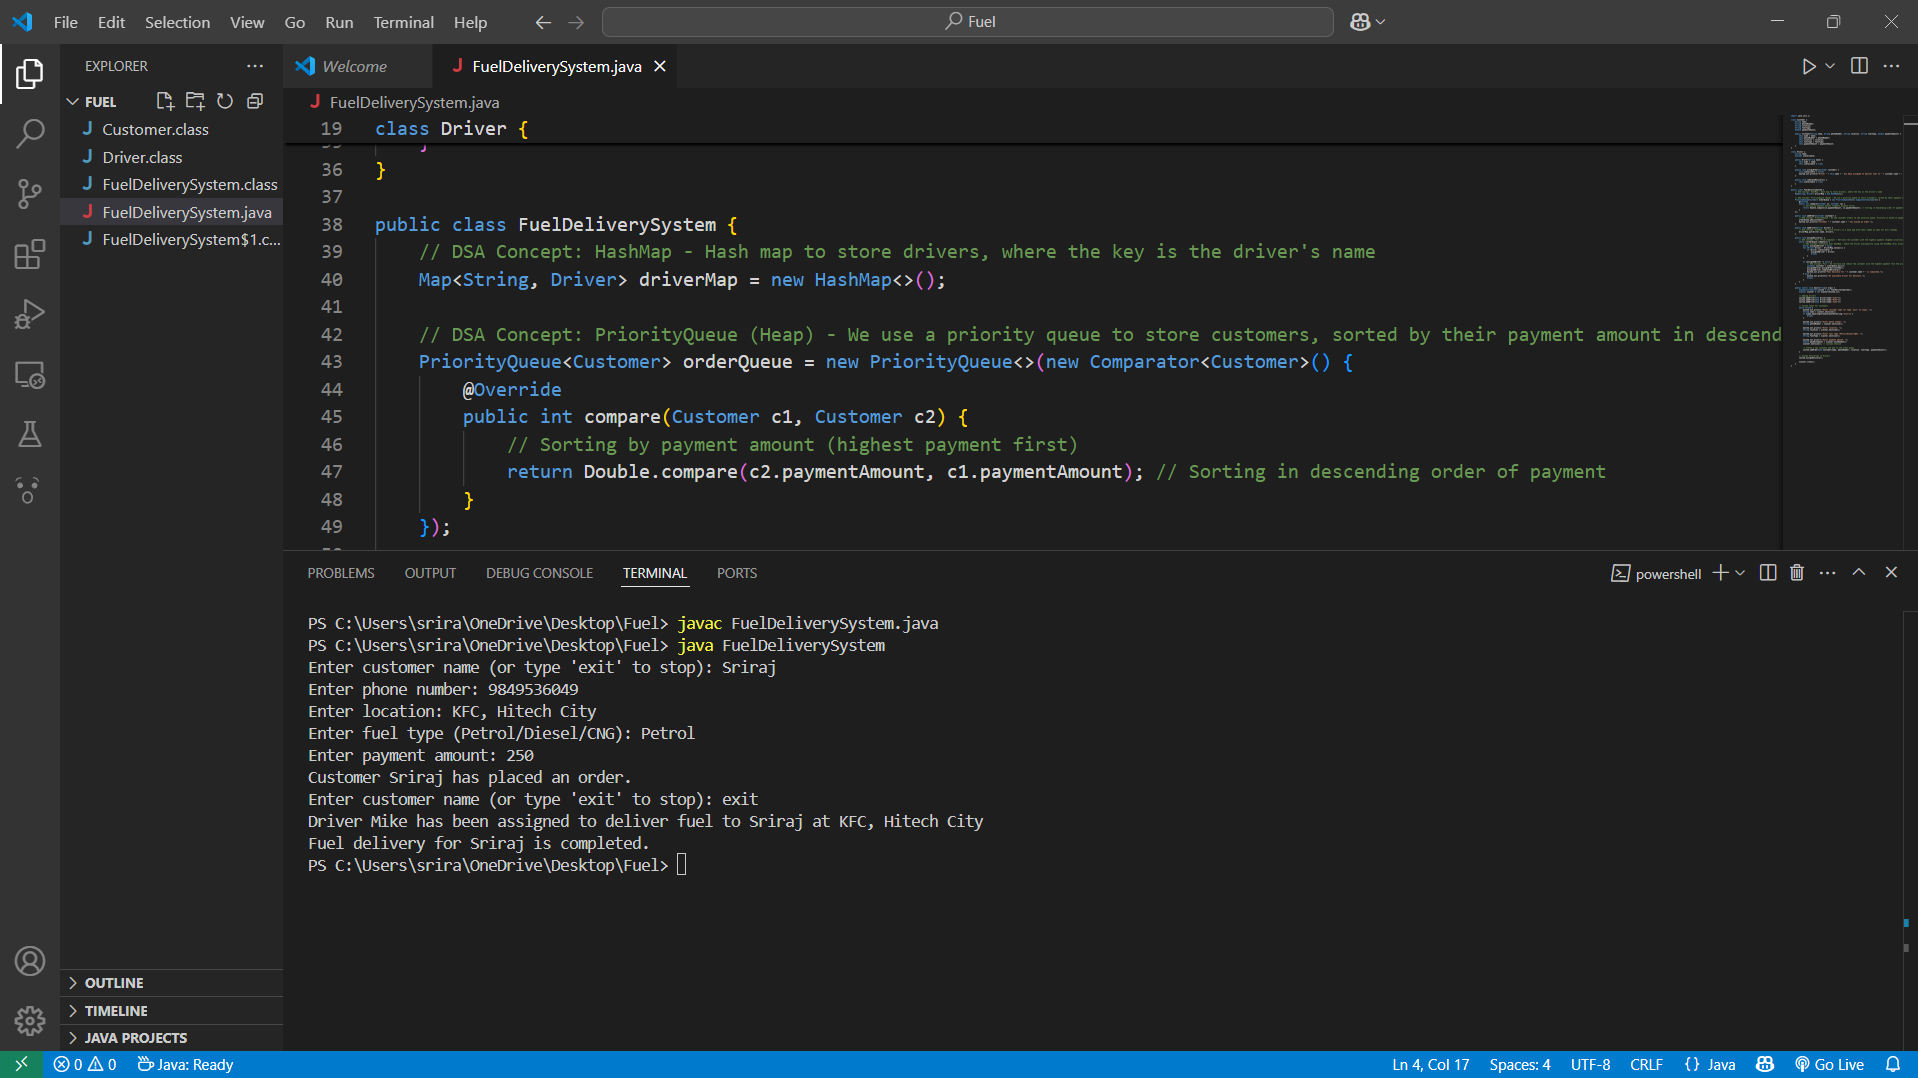 File Edit Selection View Go Run Terminal Help
Fuel
EXPLORER
FUEL
Customer.class
Driver.class
FuelDeliverySystem.class
FuelDeliverySystem.java
FuelDeliverySystem$1.c...
OUTLINE
TIMELINE
JAVA PROJECTS
Welcome
FuelDeliverySystem.java
FuelDeliverySystem.java
19 class Driver {
}
36 }
37
38 public class FuelDeliverySystem {
39 // DSA Concept: HashMap - Hash map to store drivers, where the key is the driver's name
40 Map<String, Driver> driverMap = new HashMap<>();
41
42 // DSA Concept: PriorityQueue (Heap) - We use a priority queue to store customers, sorted by their payment amount in descend
43 PriorityQueue<Customer> orderQueue = new PriorityQueue<>(new Comparator<Customer>() {
44 @Override
45 public int compare(Customer c1, Customer c2) {
46 // Sorting by payment amount (highest payment first)
47 return Double.compare(c2.paymentAmount, c1.paymentAmount); // Sorting in descending order of payment
48 }
49 });
PROBLEMS OUTPUT DEBUG CONSOLE TERMINAL PORTS
powershell
PS C:\Users\srira\OneDrive\Desktop\Fuel> javac FuelDeliverySystem.java
PS C:\Users\srira\OneDrive\Desktop\Fuel> java FuelDeliverySystem
Enter customer name (or type 'exit' to stop): Sriraj
Enter phone number: 9849536049
Enter location: KFC, Hitech City
Enter fuel type (Petrol/Diesel/CNG): Petrol
Enter payment amount: 250
Customer Sriraj has placed an order.
Enter customer name (or type 'exit' to stop): exit
Driver Mike has been assigned to deliver fuel to Sriraj at KFC, Hitech City
Fuel delivery for Sriraj is completed.
PS C:\Users\srira\OneDrive\Desktop\Fuel>
0 0 Java: Ready
Ln 4, Col 17 Spaces: 4 UTF-8 CRLF {} Java Go Live